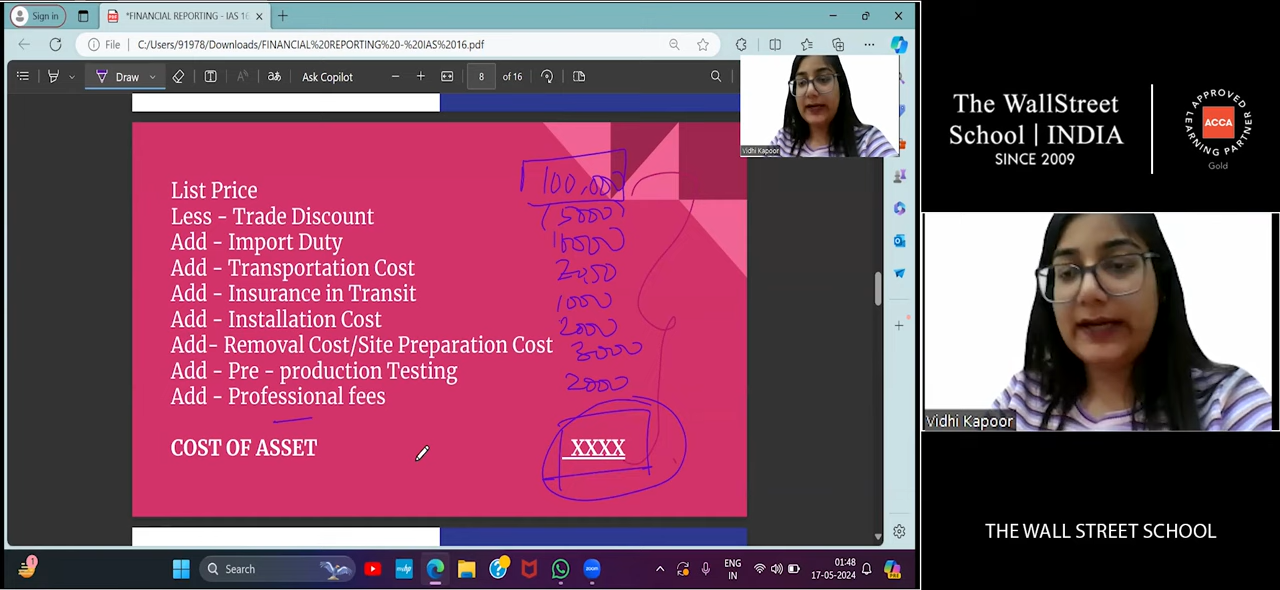 Sign in
*FINANCIAL REPORTING - IAS 16
File
C:/Users/91978/Downloads/FINANCIAL%20REPORTING%20-%20IAS%2016.pdf
Draw
Ask Copilot
8 of 16
Vidhi Kapoor
List Price 100,000
Less - Trade Discount (5000)
Add - Import Duty
Add - Transportation Cost
Add - Insurance in Transit 1000
Add - Installation Cost 2000
Add- Removal Cost/Site Preparation Cost 3000
Add - Pre - production Testing 2000
Add - Professional fees
COST OF ASSET XXXX
Search
ENG
IN
01:48
17-05-2024
The WallStreet
School | INDIA
SINCE 2009
APPROVED
LEARNING PARTNER
ACCA
Gold
Vidhi Kapoor
THE WALL STREET SCHOOL